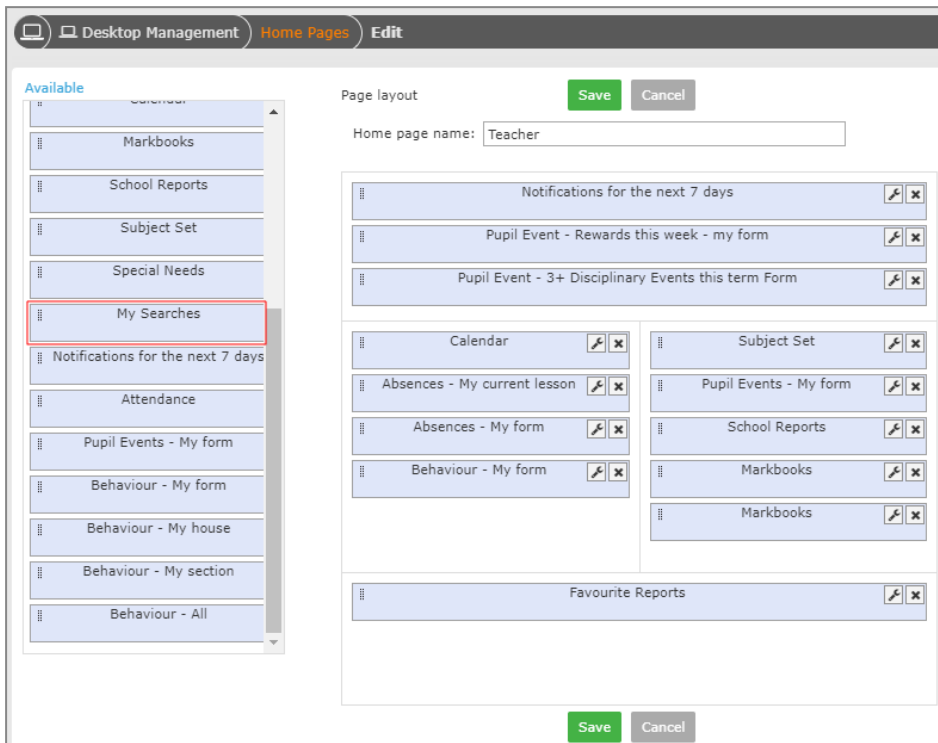 Desktop Management Home Pages Edit
Available
Calendar
Markbooks
School Reports
Subject Set
Special Needs
My Searches
Notifications for the next 7 days
Attendance
Pupil Events - My form
Behaviour - My form
Behaviour - My house
Behaviour - My section
Behaviour - All
Page layout
Save
Cancel
Home page name: Teacher
Notifications for the next 7 days
Pupil Event - Rewards this week - my form
Pupil Event - 3+ Disciplinary Events this term Form
Calendar
Absences - My current lesson
Absences - My form
Behaviour - My form
Subject Set
Pupil Events - My form
School Reports
Markbooks
Markbooks
Favourite Reports
Save
Cancel